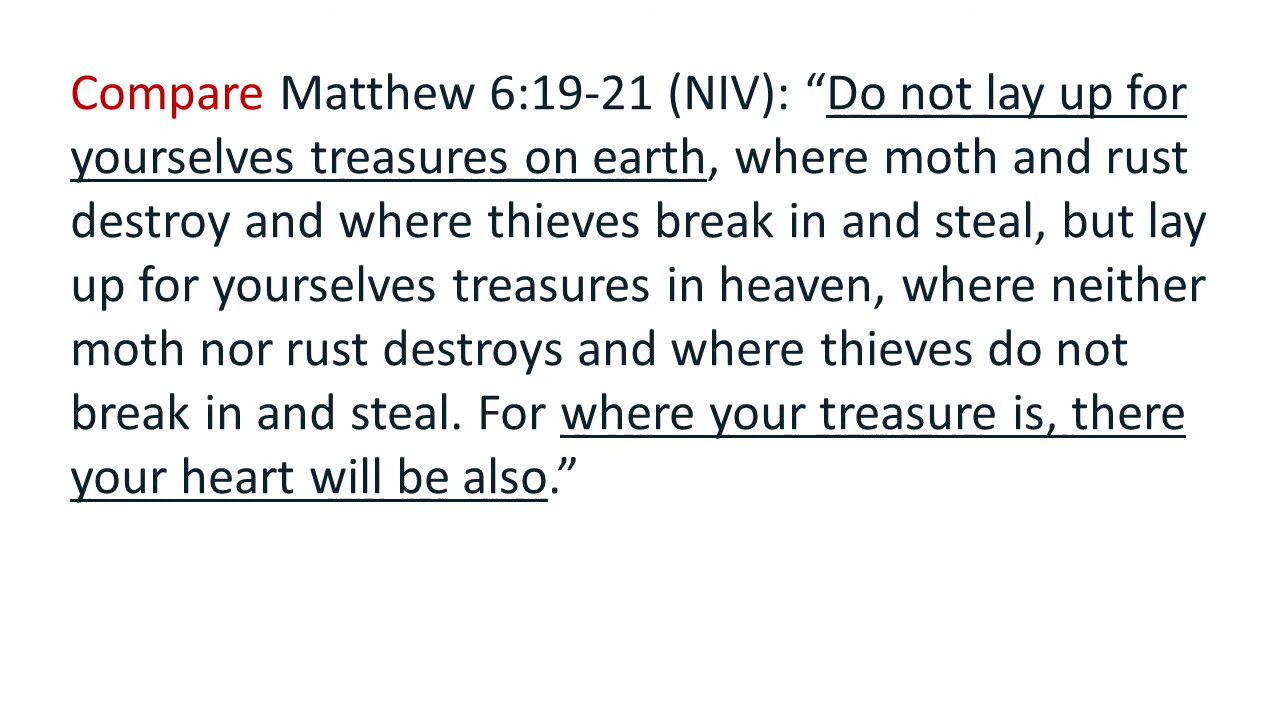 Compare Matthew 6:19-21 (NIV): “Do not lay up for
yourselves treasures on earth, where moth and rust
destroy and where thieves break in and steal, but lay
up for yourselves treasures in heaven, where neither
moth nor rust destroys and where thieves do not
break in and steal. For where your treasure is, there
your heart will be also.”